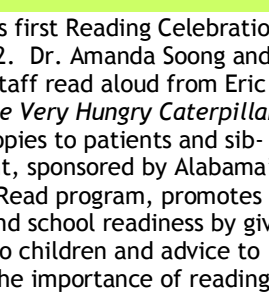 s first Reading Celebratio
2. Dr. Amanda Soong and
taff read aloud from Eric
e Very Hungry Caterpillar
opies to patients and sib-
t, sponsored by Alabama'
Read program, promotes
nd school readiness by giv
o children and advice to
he importance of reading